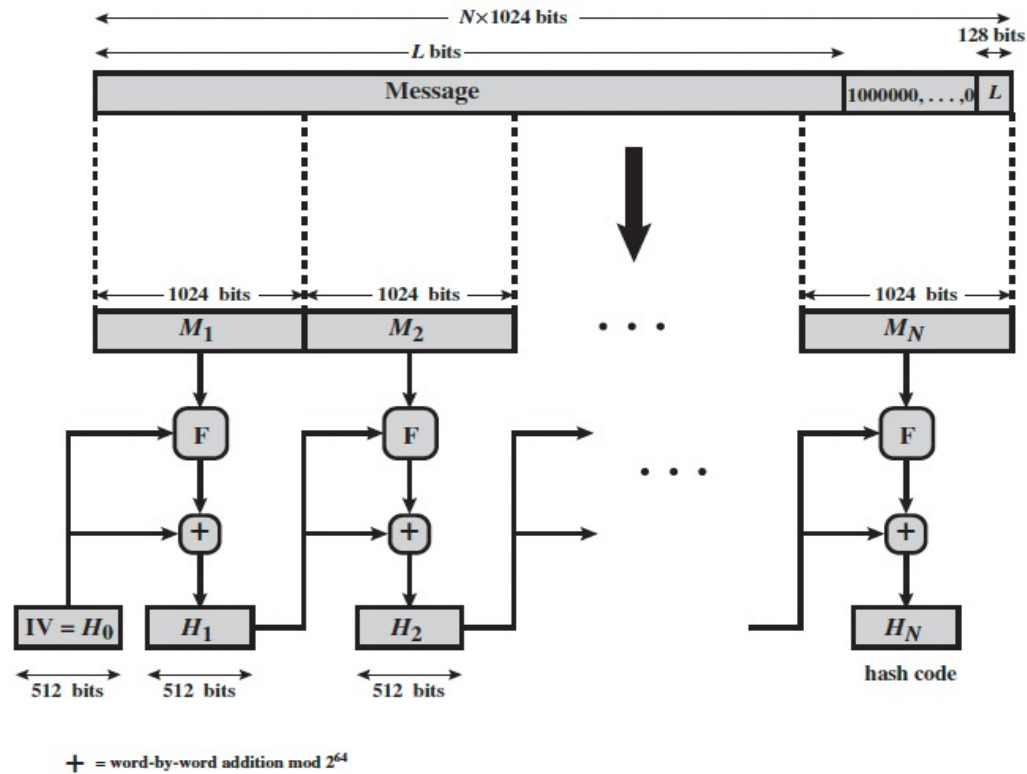 N×1024 bits
128 bits
L bits
Message 1000000, . . . ,0 L
1024 bits 1024 bits 1024 bits
M1 M2 • • • MN
F F F
• • •
+ + +
IV = H0 H1 H2 HN
512 bits 512 bits 512 bits hash code
+ = word-by-word addition mod 2^64